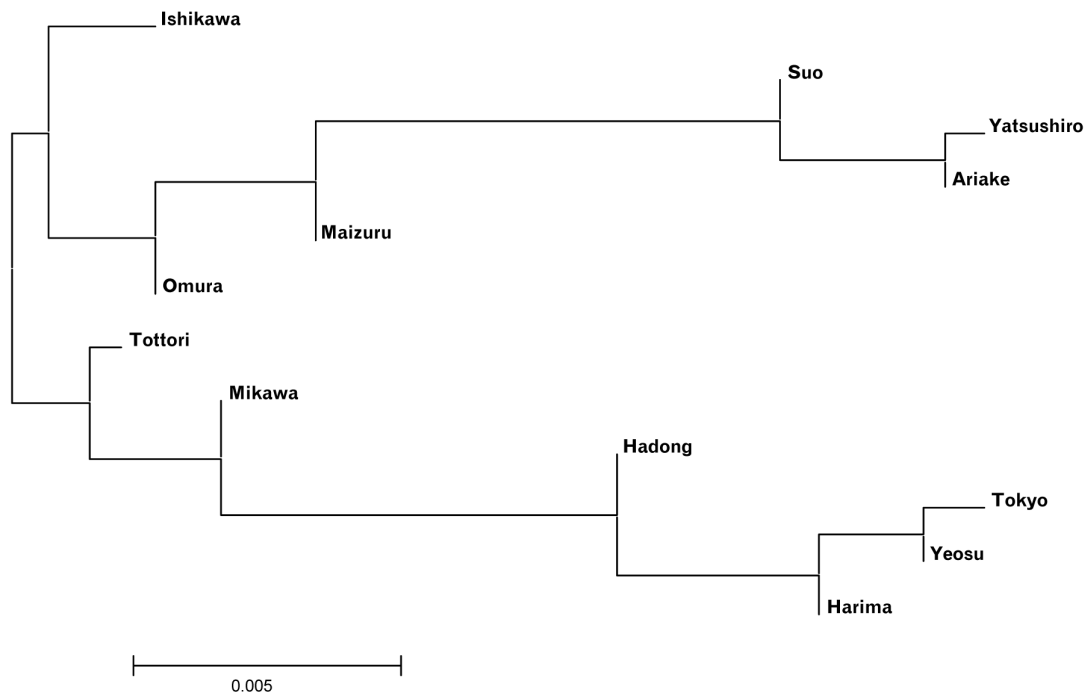 Ishikawa
Suo
Yatsushiro
Ariake
Maizuru
Omura
Tottori
Mikawa
Hadong
Tokyo
Yeosu
Harima
0.005